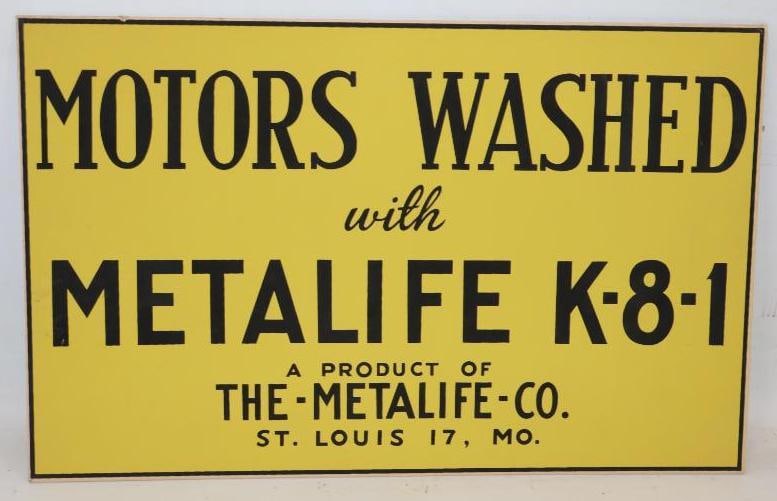 MOTORS WASHED
with
METALIFE K-8-1
A PRODUCT OF
THE-METALIFE-CO.
ST. LOUIS 17, MO.